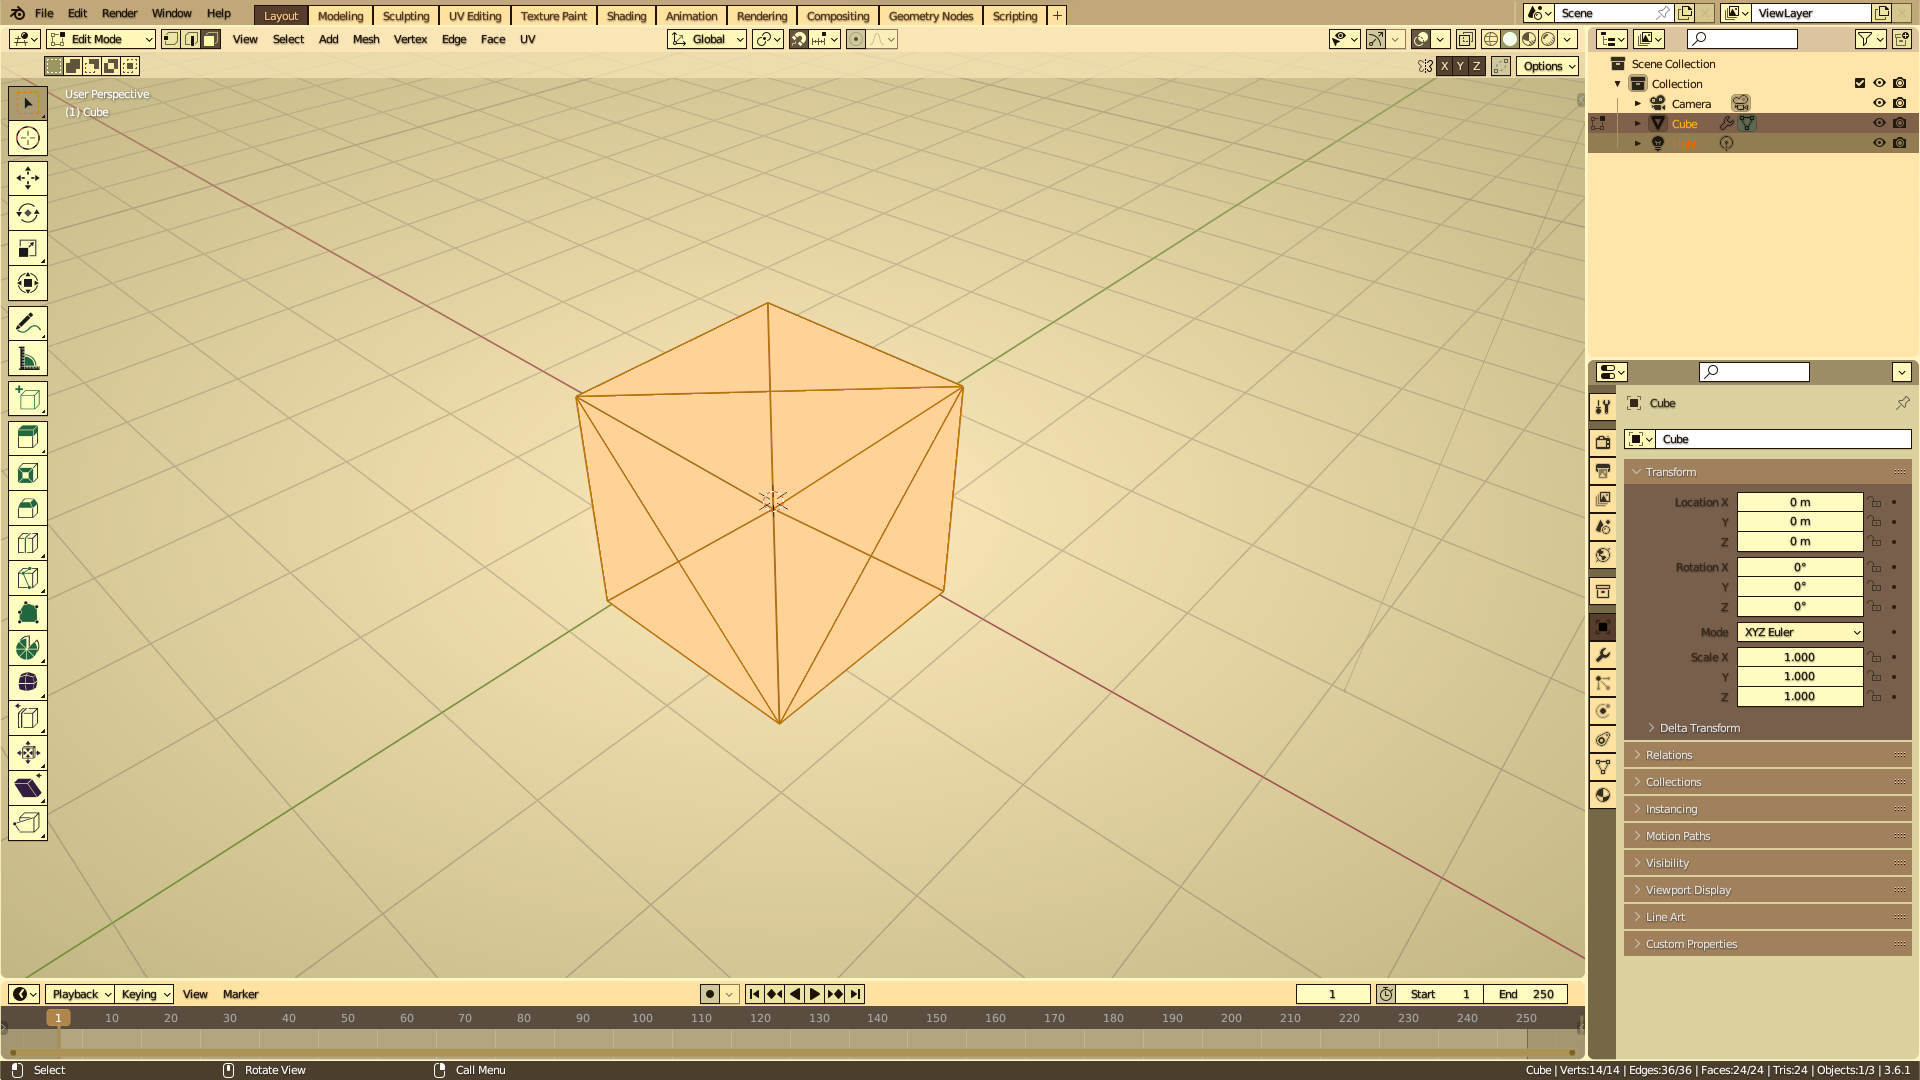 File Edit Render Window Help Layout Modeling Sculpting UV Editing Texture Paint Shading Animation Rendering Compositing Geometry Nodes Scripting + Scene ViewLayer
Edit Mode View Select Add Mesh Vertex Edge Face UV Global
X Y Z Options
User Perspective
(1) Cube
Scene Collection
Collection
Camera
Cube
Cube
Cube
Transform
Location X 0 m
Y 0 m
Z 0 m
Rotation X 0°
Y 0°
Z 0°
Mode XYZ Euler
Scale X 1.000
Y 1.000
Z 1.000
Delta Transform
Relations
Collections
Instancing
Motion Paths
Visibility
Viewport Display
Line Art
Custom Properties
Playback Keying View Marker 1 Start 1 End 250
1 10 20 30 40 50 60 70 80 90 100 110 120 130 140 150 160 170 180 190 200 210 220 230 240 250
Select Rotate View Call Menu Cube | Verts:14/14 | Edges:36/36 | Faces:24/24 | Tris:24 | Objects:1/3 | 3.6.1